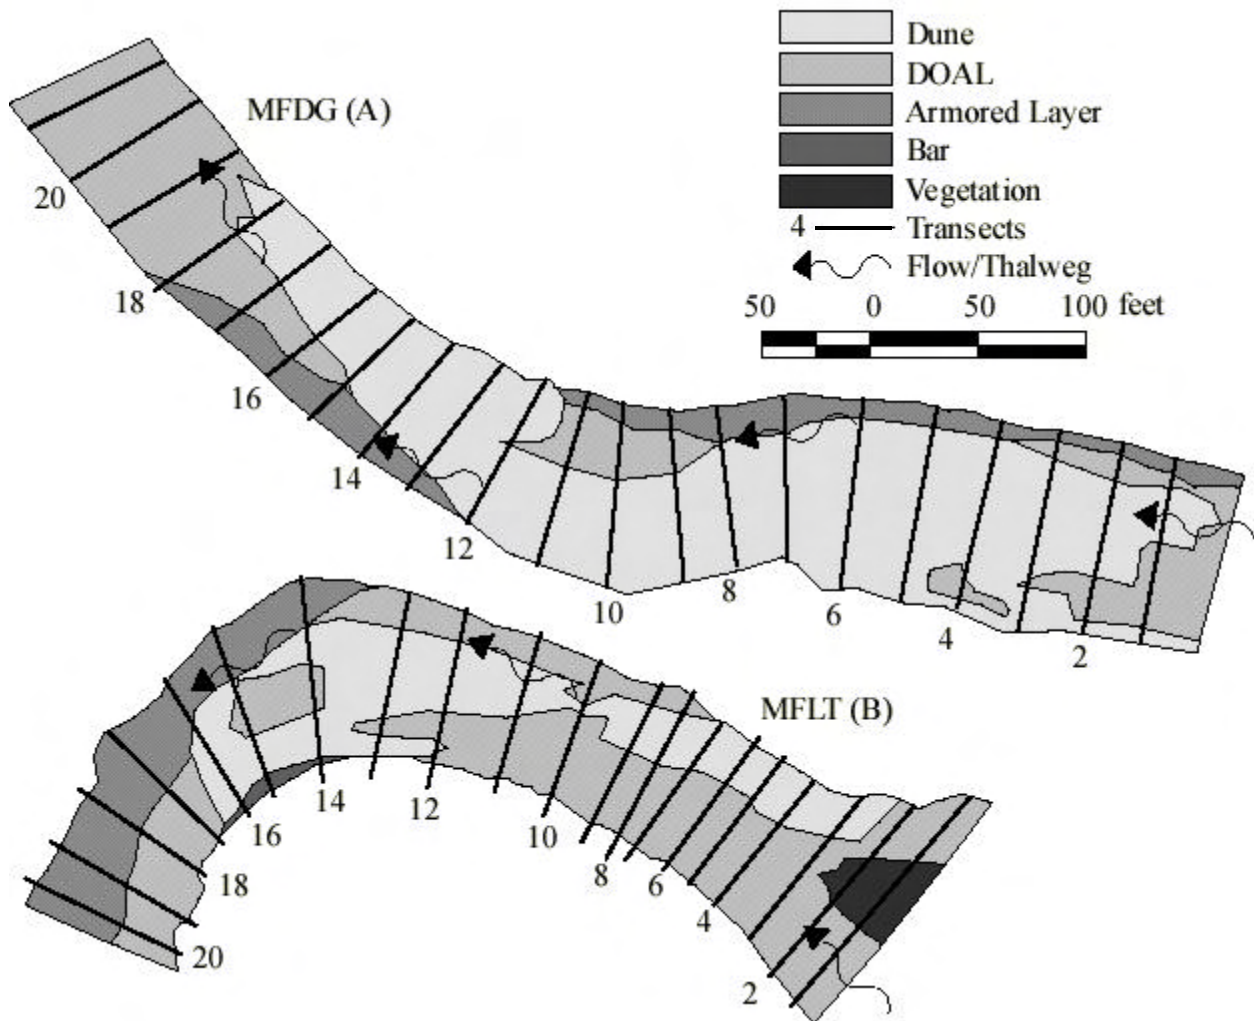 Dune
DOAL
MFDG (A)
Armored Layer
Bar
Vegetation
20
4
Transects
Flow/Thalweg
18
50 0 50 100 feet
16
14
12
10
8
6
4
2
MFLT (B)
14
12
16
10
8
6
18
4
20
2